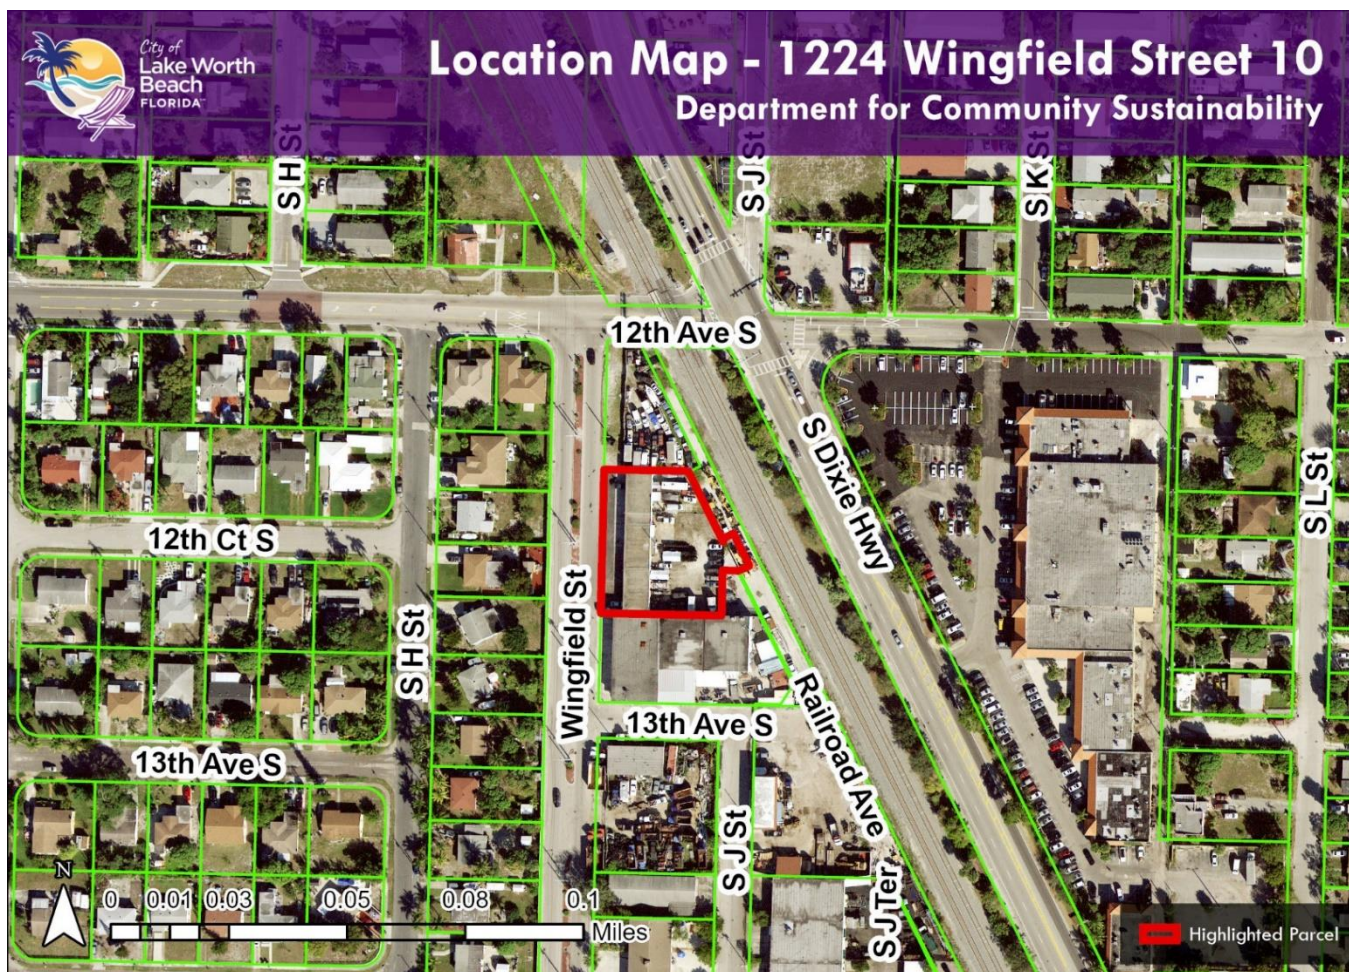 City of
Lake Worth
Beach
FLORIDA
Location Map - 1224 Wingfield Street 10
Department for Community Sustainability
S H St
S J St
S K St
12th Ave S
S Dixie Hwy
S L St
12th Ct S
S H St
Wingfield St
13th Ave S
Railroad Ave
13th Ave S
S J St
S J Ter
N
0 0.01 0.03 0.05 0.08 0.1
Miles
Highlighted Parcel